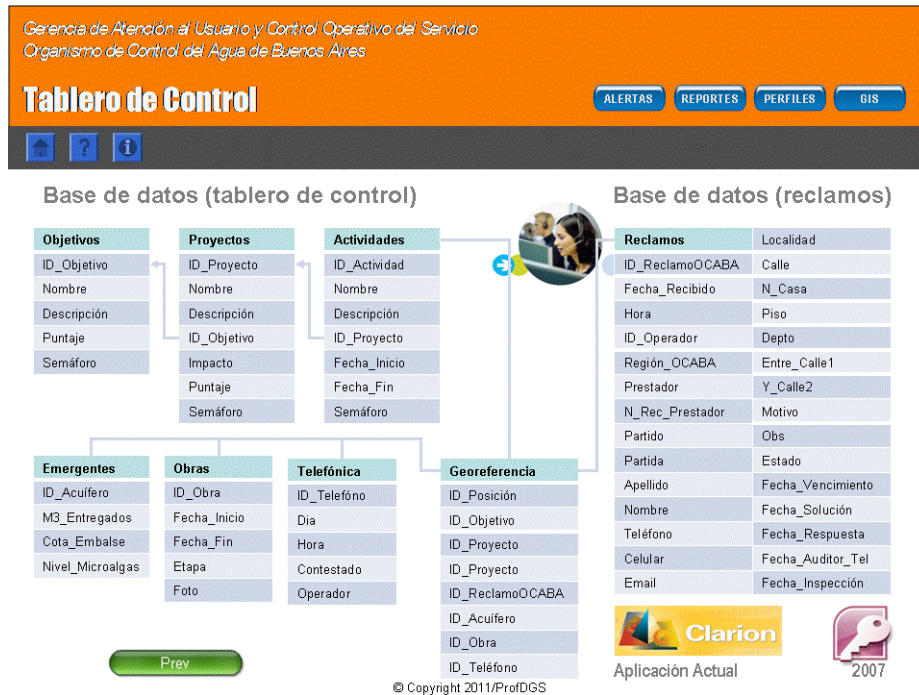 Gerencia de Atención al Usuario y Control Operativo del Servicio
Organismo de Control del Agua de Buenos Aires
Tablero de Control
ALERTAS
REPORTES
PERFILES
GIS
?
i
Base de datos (tablero de control)
Base de datos (reclamos)
Objetivos
ID_Objetivo
Nombre
Descripción
Puntaje
Semáforo
Proyectos
ID_Proyecto
Nombre
Descripción
ID_Objetivo
Impacto
Puntaje
Semáforo
Actividades
ID_Actividad
Nombre
Descripción
ID_Proyecto
Fecha_Inicio
Fecha_Fin
Semáforo
Reclamos
ID_ReclamoOCABA
Fecha_Recibido
Hora
ID_Operador
Región_OCABA
Prestador
N_Rec_Prestador
Partido
Partida
Apellido
Nombre
Teléfono
Celular
Email
Localidad
Calle
N_Casa
Piso
Depto
Entre_Calle1
Y_Calle2
Motivo
Obs
Estado
Fecha_Vencimiento
Fecha_Solución
Fecha_Respuesta
Fecha_Auditor_Tel
Fecha_Inspección
Emergentes
ID_Acuífero
M3_Entregados
Cota_Embalse
Nivel_Microalgas
Obras
ID_Obra
Fecha_Inicio
Fecha_Fin
Etapa
Foto
Telefónica
ID_Telefóno
Dia
Hora
Contestado
Operador
Georeferencia
ID_Posición
ID_Objetivo
ID_Proyecto
ID_Proyecto
ID_ReclamoOCABA
ID_Acuífero
ID_Obra
ID_Teléfono
Clarion
Aplicación Actual
2007
Prev
© Copyright 2011/ProfDGS